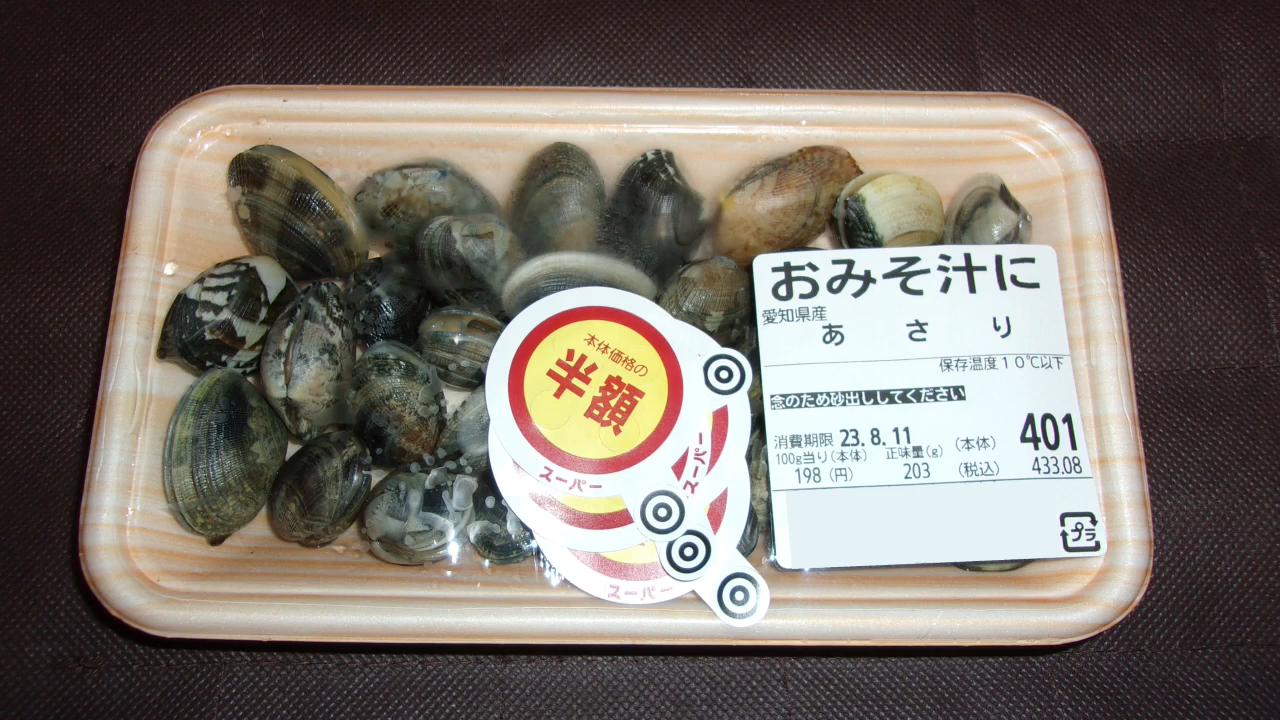 おみそ汁に
愛知県産
あさり
保存温度10℃以下
念のため砂出ししてください
消費期限 23.8.11 (本体) 401
100g当り(本体) 正味量(g)
198(円) 203 (税込) 433.08
プラ
本体価格の
半額
スーパー
スーパー
スーパー